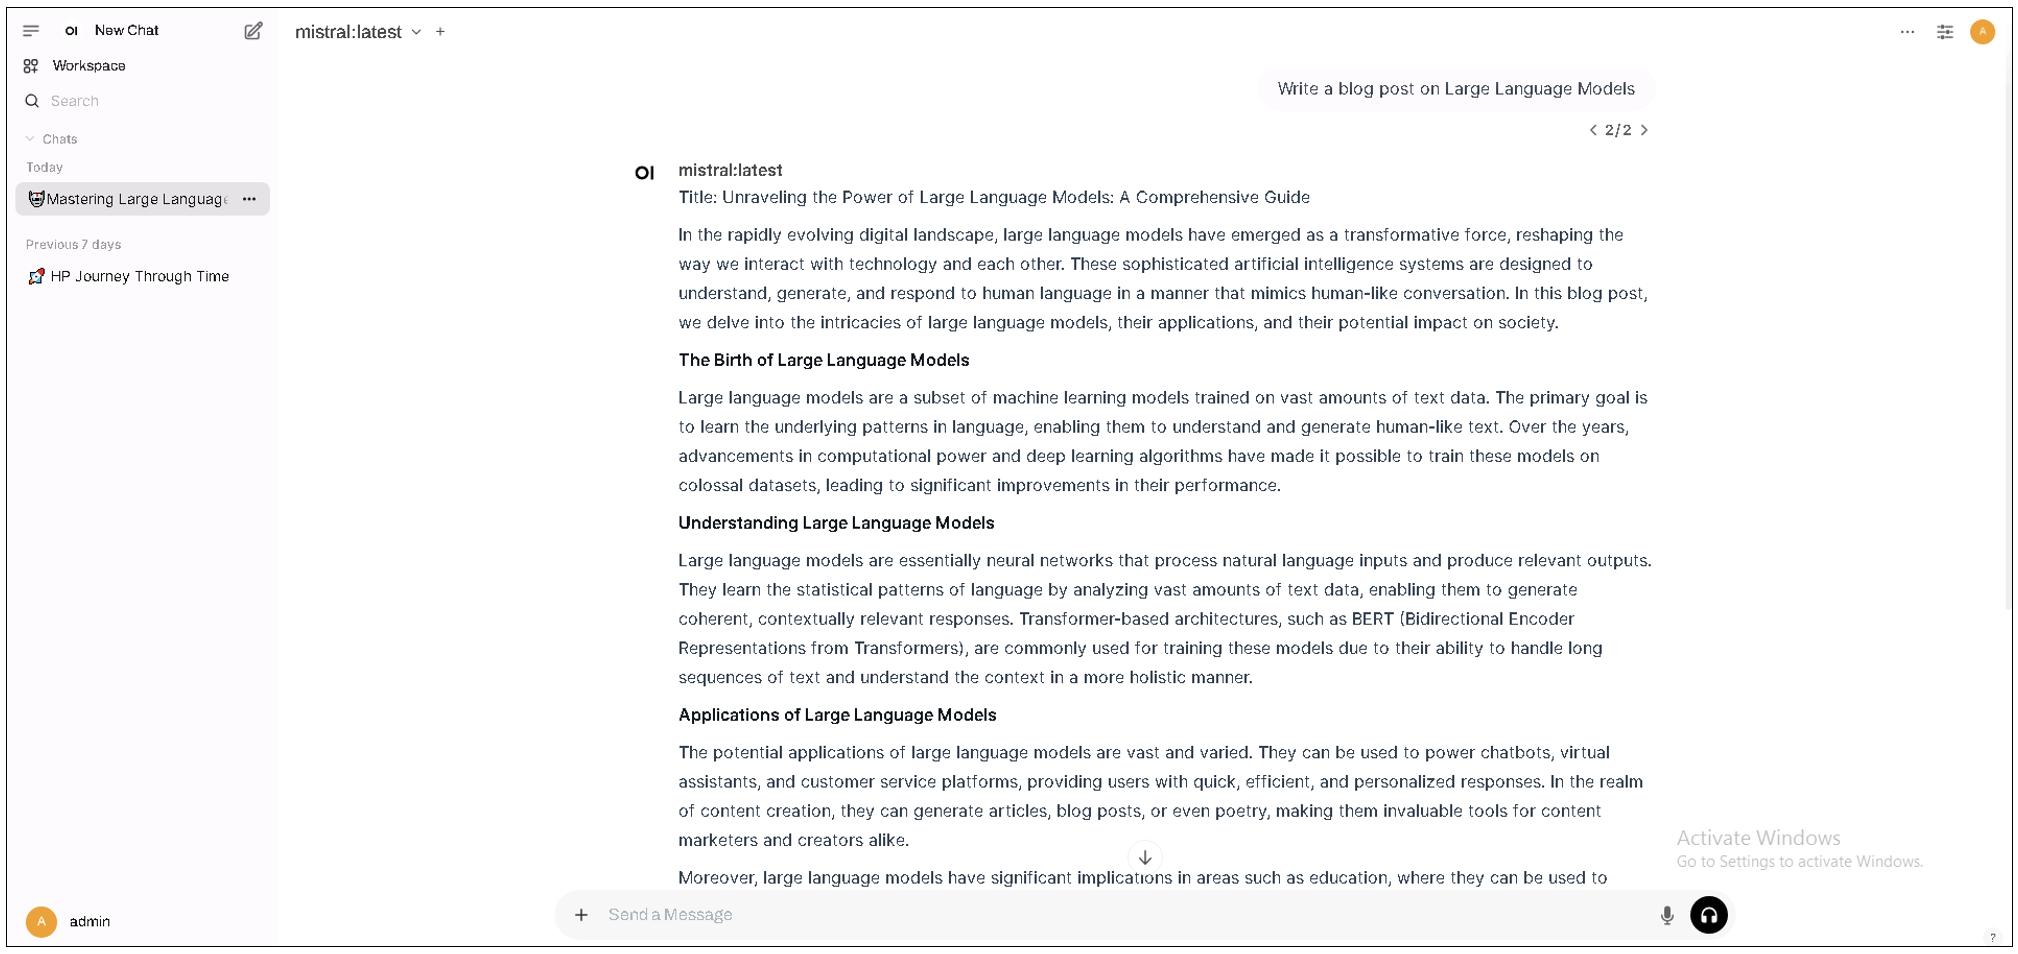 OI New Chat
Workspace
Search
Chats
Today
Mastering Large Language
Previous 7 days
HP Journey Through Time
A admin
mistral:latest
A
Write a blog post on Large Language Models
2/2
OI mistral:latest
Title: Unraveling the Power of Large Language Models: A Comprehensive Guide
In the rapidly evolving digital landscape, large language models have emerged as a transformative force, reshaping the
way we interact with technology and each other. These sophisticated artificial intelligence systems are designed to
understand, generate, and respond to human language in a manner that mimics human-like conversation. In this blog post,
we delve into the intricacies of large language models, their applications, and their potential impact on society.
The Birth of Large Language Models
Large language models are a subset of machine learning models trained on vast amounts of text data. The primary goal is
to learn the underlying patterns in language, enabling them to understand and generate human-like text. Over the years,
advancements in computational power and deep learning algorithms have made it possible to train these models on
colossal datasets, leading to significant improvements in their performance.
Understanding Large Language Models
Large language models are essentially neural networks that process natural language inputs and produce relevant outputs.
They learn the statistical patterns of language by analyzing vast amounts of text data, enabling them to generate
coherent, contextually relevant responses. Transformer-based architectures, such as BERT (Bidirectional Encoder
Representations from Transformers), are commonly used for training these models due to their ability to handle long
sequences of text and understand the context in a more holistic manner.
Applications of Large Language Models
The potential applications of large language models are vast and varied. They can be used to power chatbots, virtual
assistants, and customer service platforms, providing users with quick, efficient, and personalized responses. In the realm
of content creation, they can generate articles, blog posts, or even poetry, making them invaluable tools for content
marketers and creators alike.
Moreover, large language models have significant implications in areas such as education, where they can be used to
Activate Windows
Go to Settings to activate Windows.
Send a Message
?